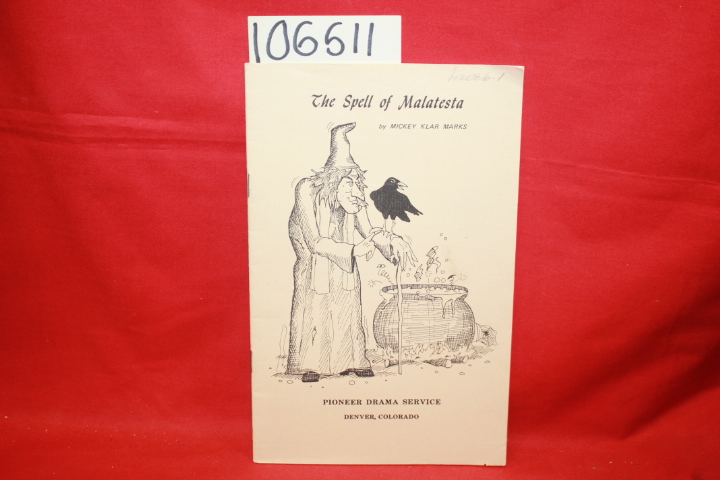 106511
The Spell of Malatesta
by MICKEY KLAR MARKS
PIONEER DRAMA SERVICE
DENVER, COLORADO